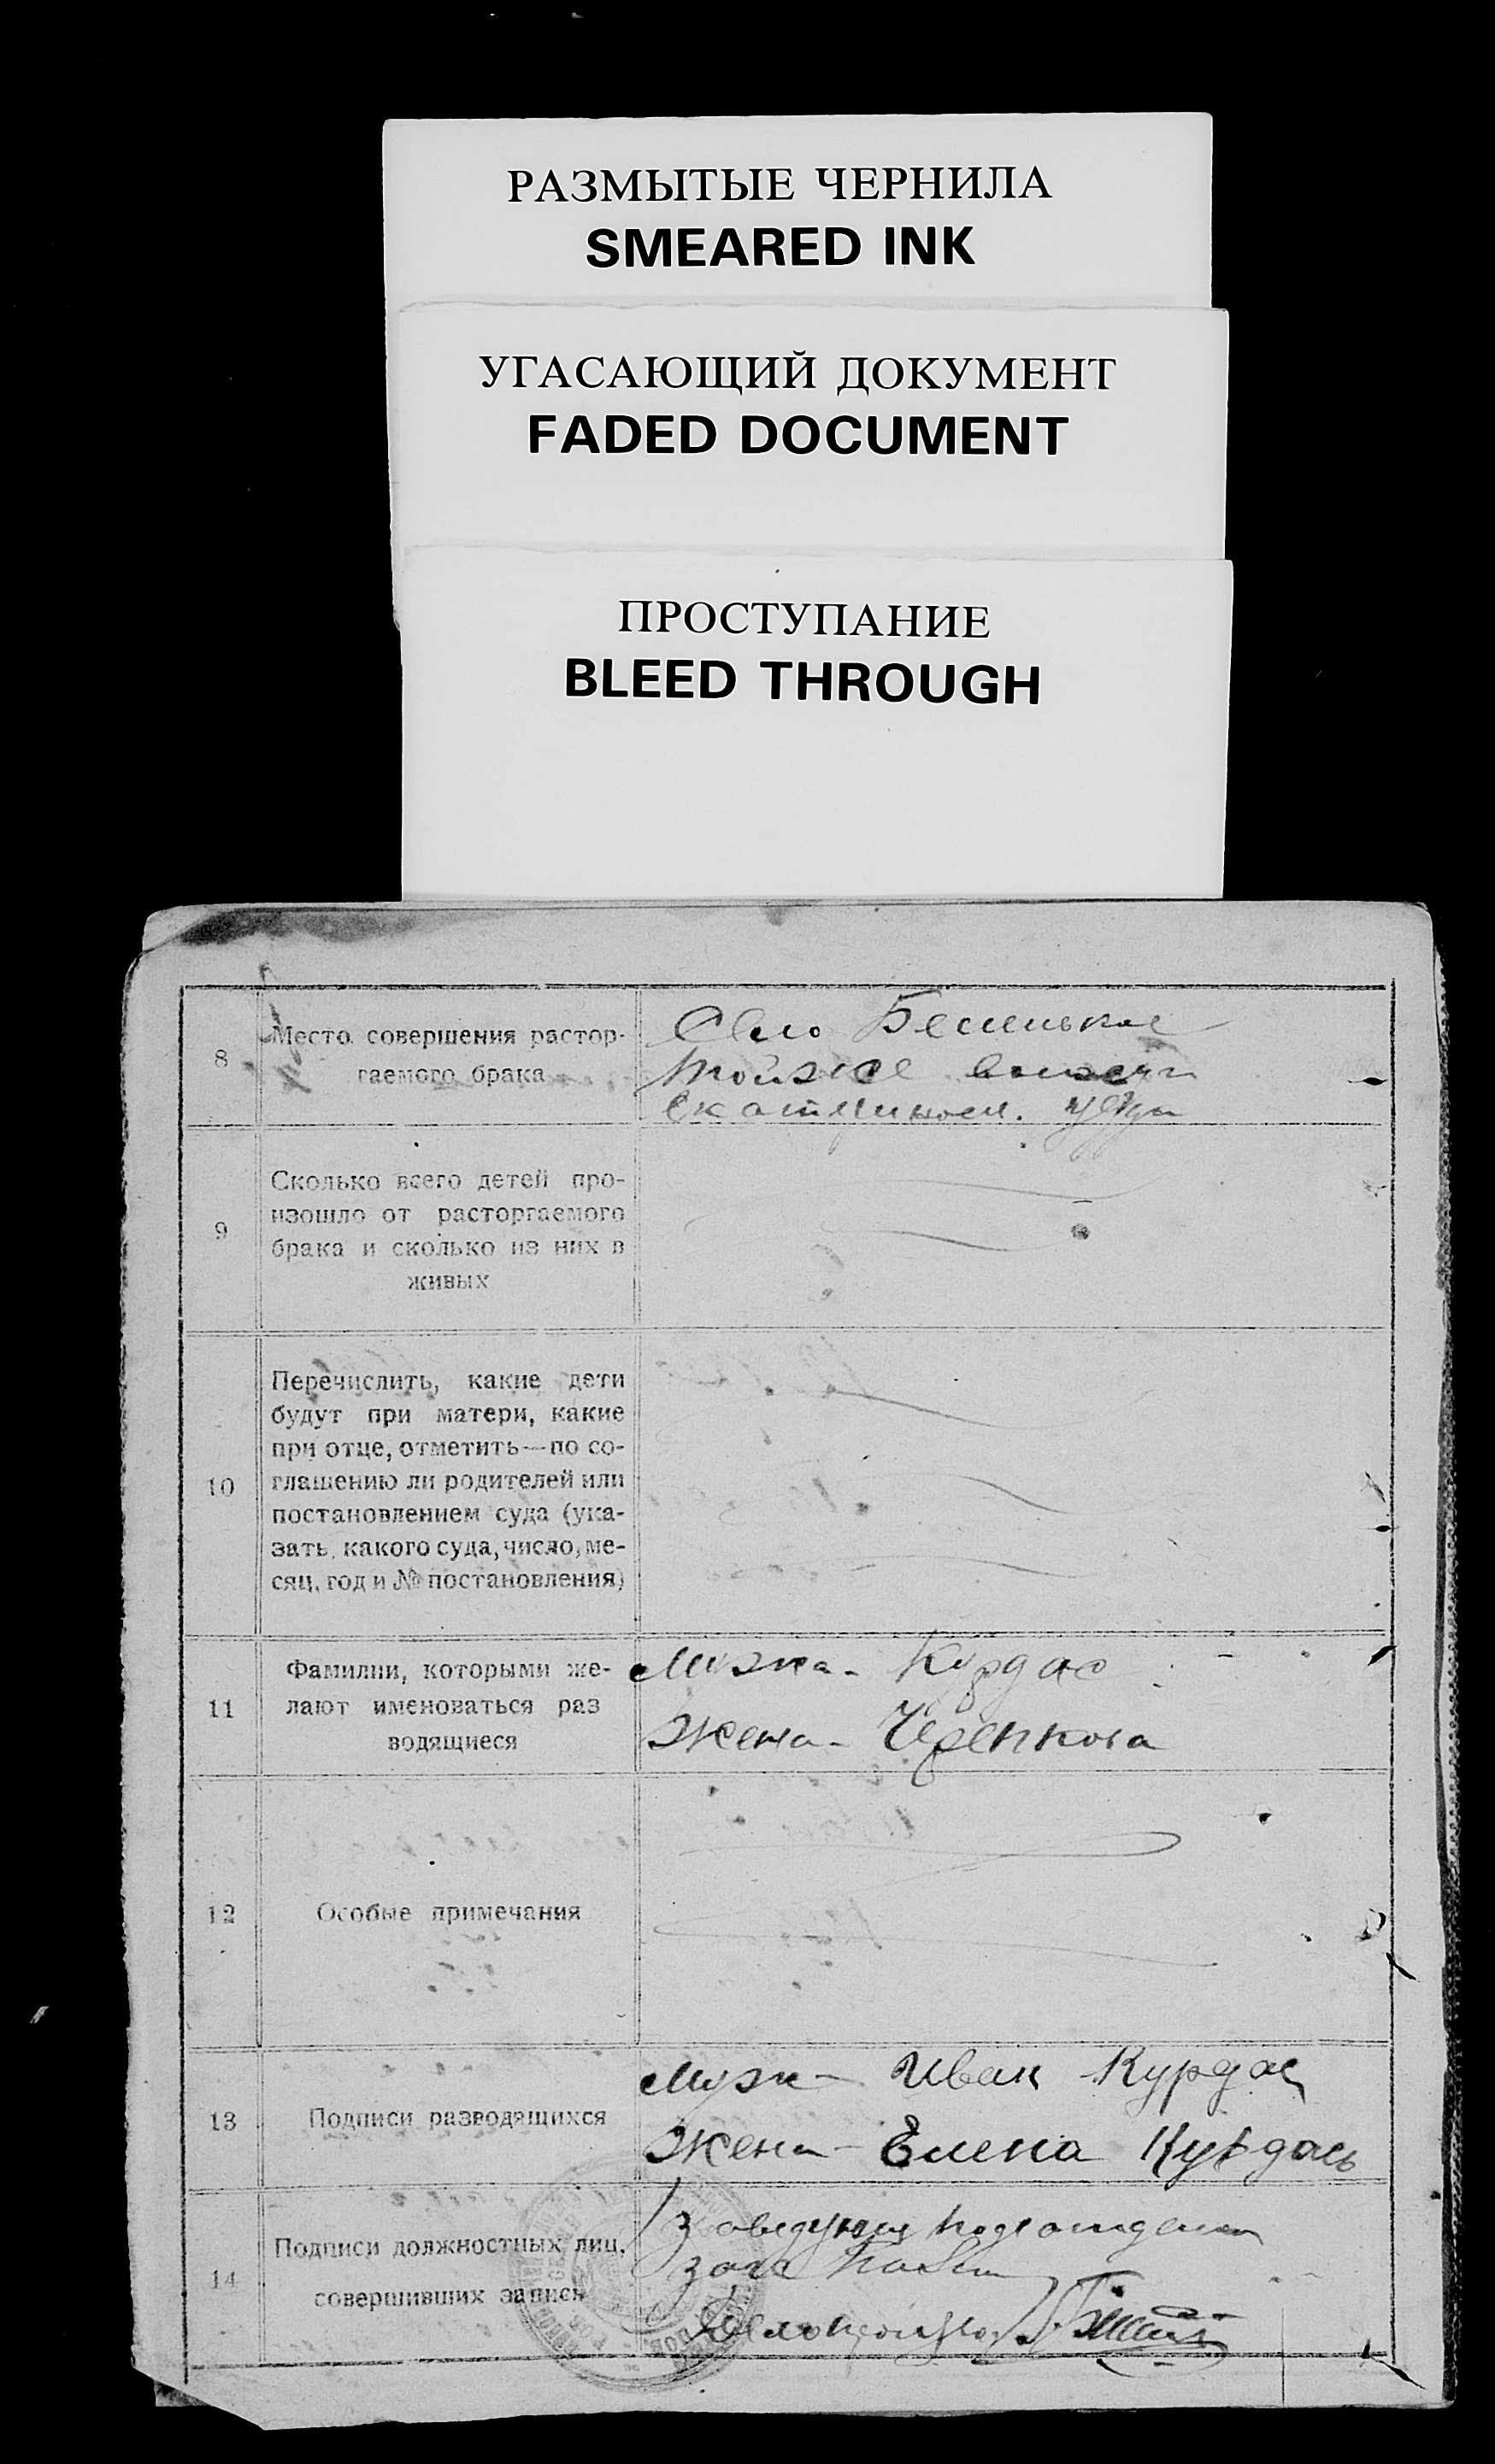 РАЗМЫТЫЕ ЧЕРНИЛА
SMEARED INK
УГАСАЮЩИЙ ДОКУМЕНТ
FADED DOCUMENT
ПРОСТУПАНИЕ
BLEED THROUGH
8
Место совершения растор-
гаемого брака
Село
тойже волости
9
Сколько всего детей про-
изошло от расторгаемого
брака и сколько из них в
живых
10
Перечислить, какие дети
будут при матери, какие
при отце, отметить—по со-
глашению ли родителей или
постановлением суда (ука-
зать, какого суда, число, ме-
сяц, год и № постановления)
11
Фамилии, которыми же-
лают именоваться раз
водящиеся
Мужа - Курдас
Жена -
12
Особые примечания
13
Подписи разводящихся
Муж - Иван Курдас
Жена - Елена Курдась
14
Подписи должностных лиц,
совершивших запись